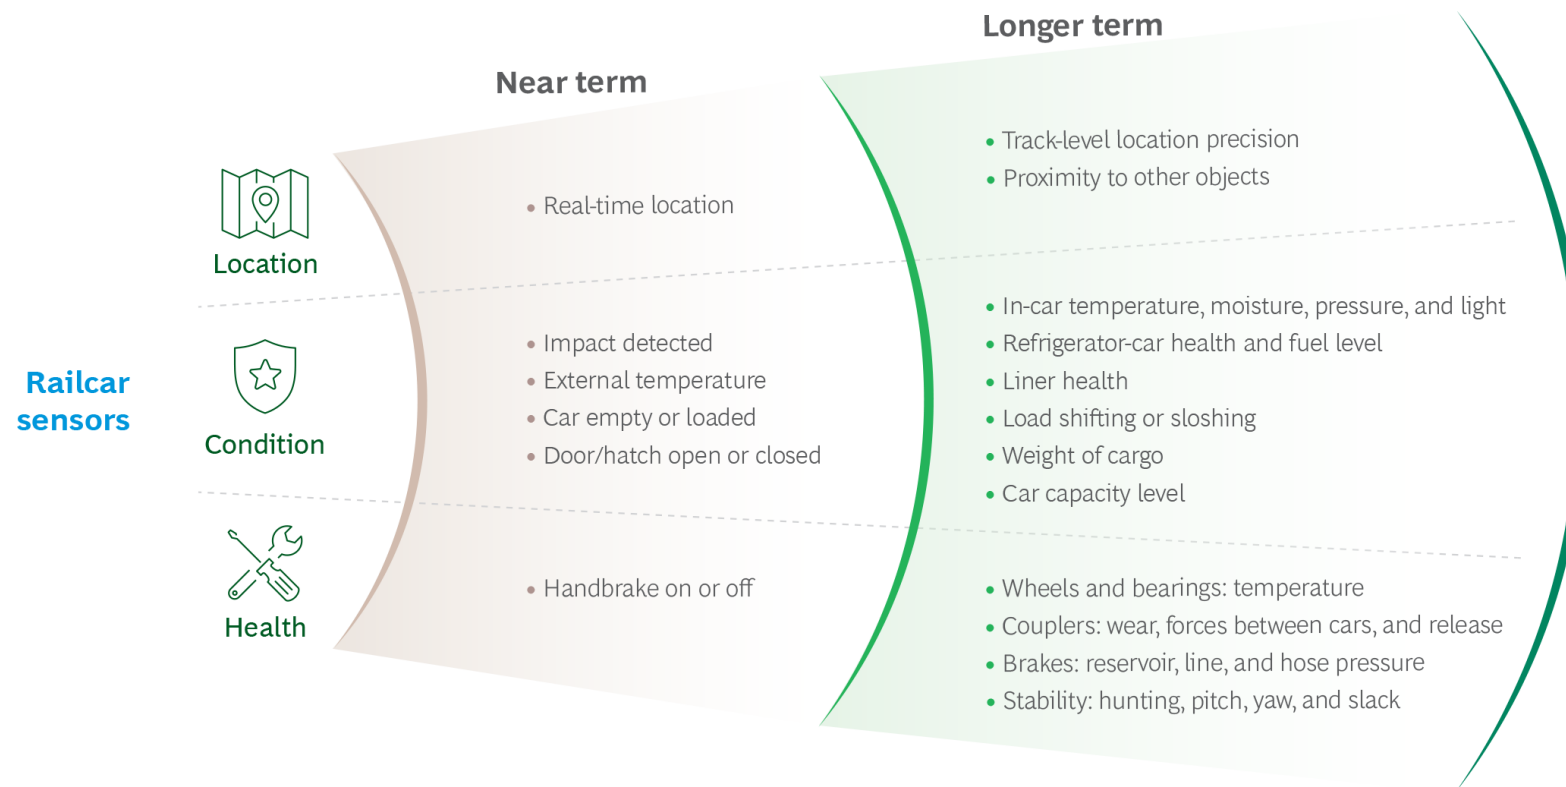 Longer term
Near term
Railcar
sensors
Location
• Real-time location
• Track-level location precision
• Proximity to other objects
Condition
• Impact detected
• External temperature
• Car empty or loaded
• Door/hatch open or closed
• In-car temperature, moisture, pressure, and light
• Refrigerator-car health and fuel level
• Liner health
• Load shifting or sloshing
• Weight of cargo
• Car capacity level
Health
• Handbrake on or off
• Wheels and bearings: temperature
• Couplers: wear, forces between cars, and release
• Brakes: reservoir, line, and hose pressure
• Stability: hunting, pitch, yaw, and slack